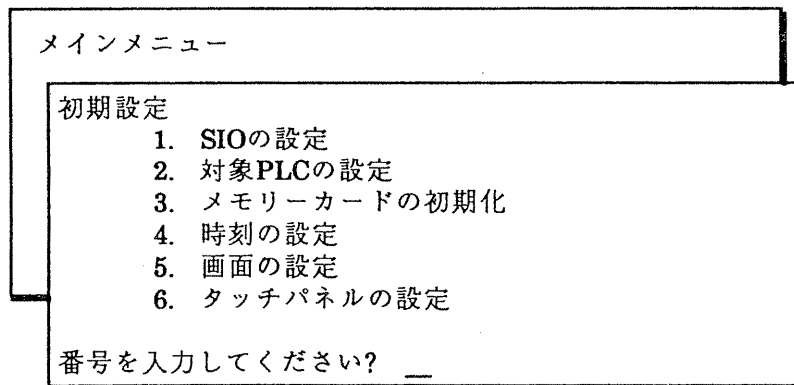 メインメニュー
初期設定
1. SIOの設定
2. 対象PLCの設定
3. メモリーカードの初期化
4. 時刻の設定
5. 画面の設定
6. タッチパネルの設定
番号を入力してください? _